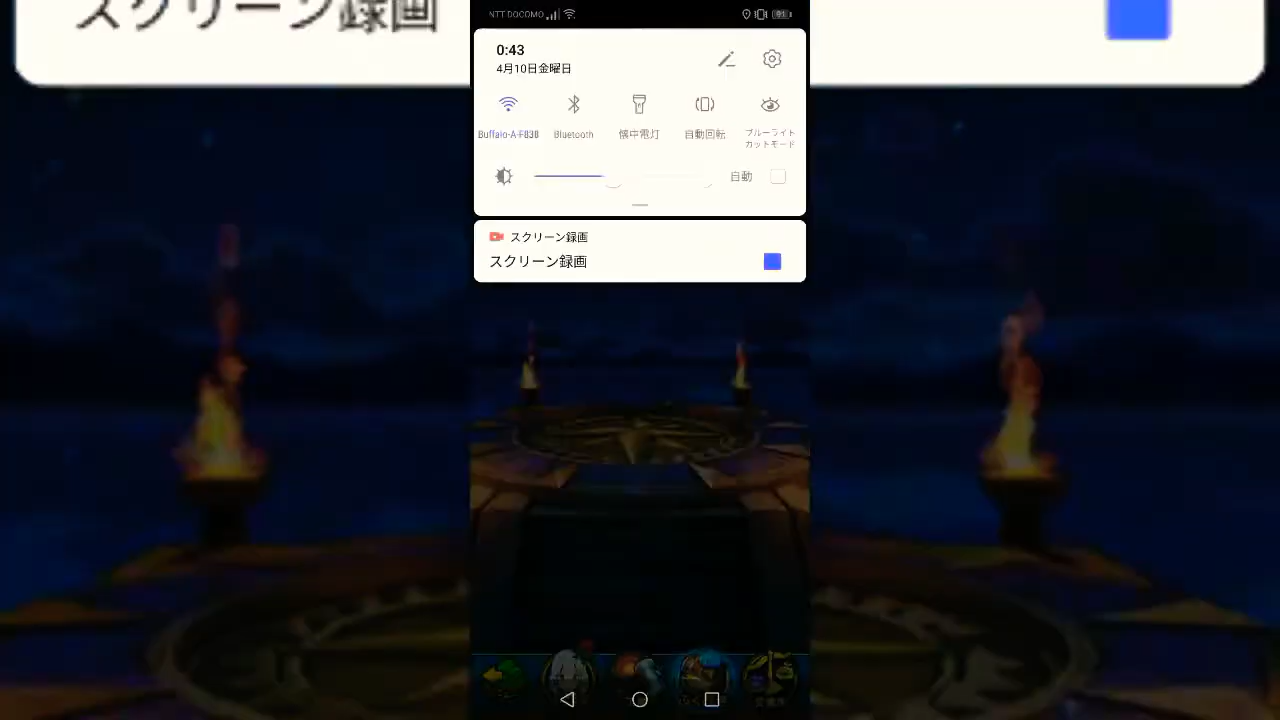 スクリーン録画
NTT DOCOMO
0:43
4月10日金曜日
Buffalo-A-F838
Bluetooth
懐中電灯
自動回転
ブルーライト
カットモード
自動
スクリーン録画
スクリーン録画